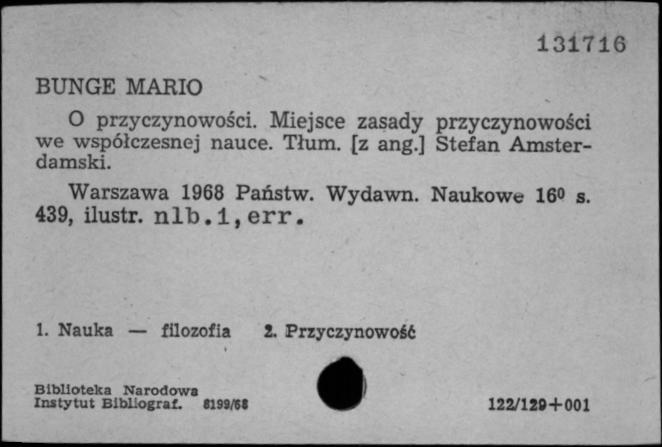 131716
BUNGE MARIO
O przyczynowości. Miejsce zasady przyczynowości
we współczesnej nauce. Tłum. [z ang.] Stefan Amster-
damski.
Warszawa 1968 Państw. Wydawn. Naukowe 16⁰ s.
439, ilustr. nlb.1,err.
1. Nauka — filozofia 2. Przyczynowość
Biblioteka Narodowa
Instytut Bibliograf. 8199/68
122/129+001